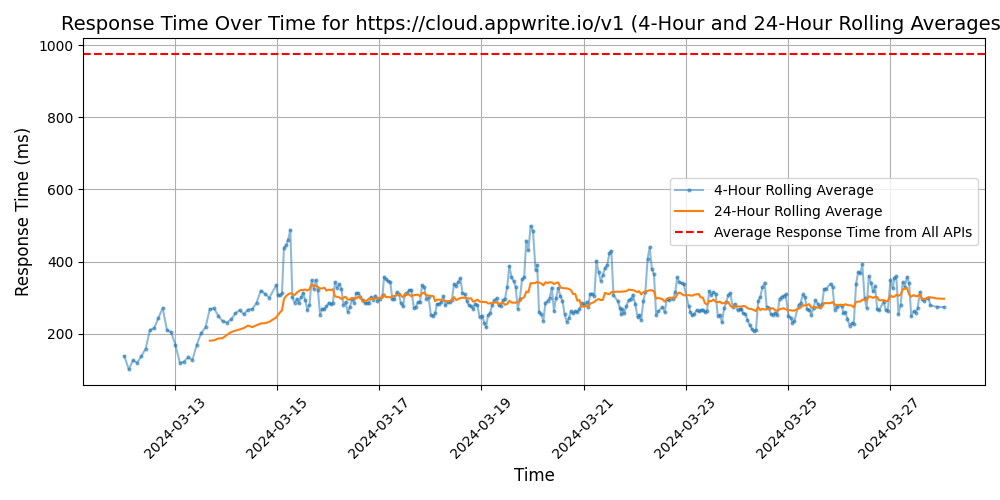 Response Time Over Time for https://cloud.appwrite.io/v1 (4-Hour and 24-Hour Rolling Averages
Response Time (ms)
1000
800
600
400
200
4-Hour Rolling Average
24-Hour Rolling Average
Average Response Time from All APIs
2024-03-13
2024-03-15
2024-03-17
2024-03-19
2024-03-21
2024-03-23
2024-03-25
2024-03-27
Time